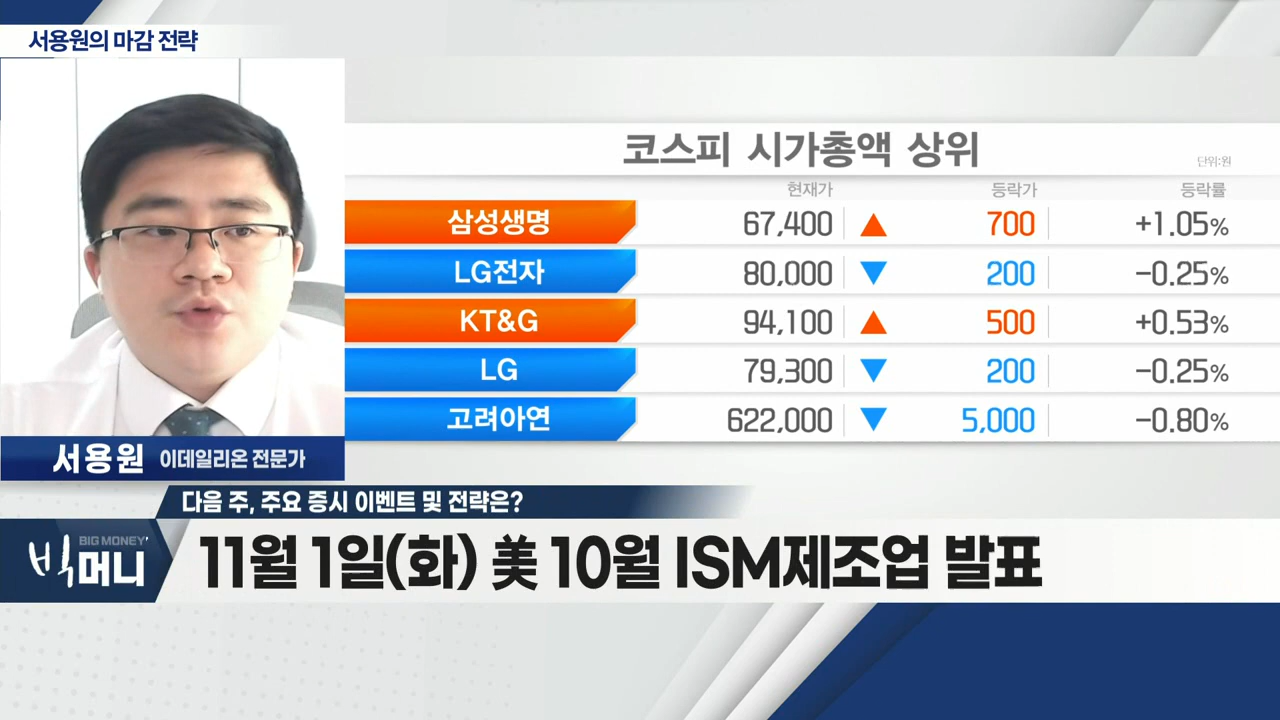 서용원의 마감 전략
코스피 시가총액 상위
단위:원
현재가 등락가 등락률
삼성생명 67,400 ▲ 700 +1.05%
LG전자 80,000 ▼ 200 -0.25%
KT&G 94,100 ▲ 500 +0.53%
LG 79,300 ▼ 200 -0.25%
고려아연 622,000 ▼ 5,000 -0.80%
서용원 이데일리온 전문가
다음 주, 주요 증시 이벤트 및 전략은?
BIG MONEY'
빅머니
11월 1일(화) 美 10월 ISM제조업 발표